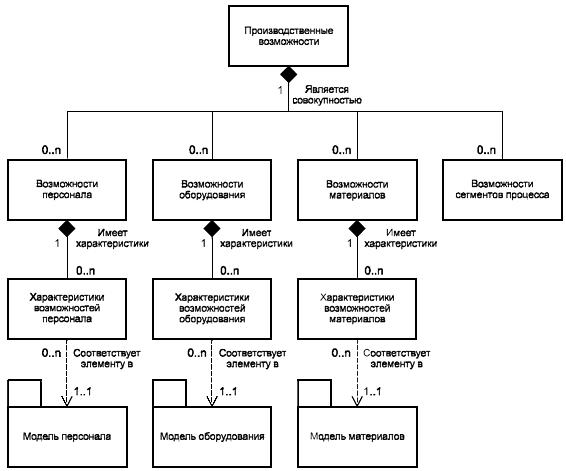 Производственные
возможности
1
Является
совокупностью
0..n
0..n
0..n
0..n
Возможности
персонала
Возможности
оборудования
Возможности
материалов
Возможности
сегментов процесса
1
Имеет
характеристики
0..n
1
Имеет
характеристики
0..n
1
Имеет
характеристики
0..n
Характеристики
возможностей
персонала
Характеристики
возможностей
оборудования
Характеристики
возможностей
материалов
0..n
Соответствует
элементу в
1..1
0..n
Соответствует
элементу в
1..1
0..n
Соответствует
элементу в
1..1
Модель персонала
Модель оборудования
Модель материалов